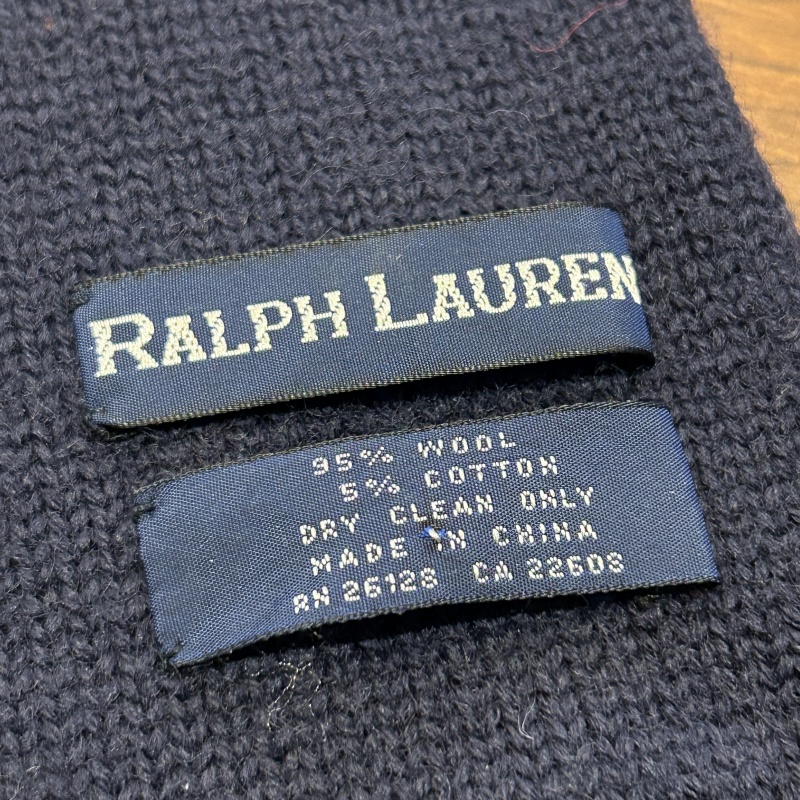 RALPH LAUREN
95% WOOL
5% COTTON
DRY CLEAN ONLY
MADE IN CHINA
RN 26128 CA 22608